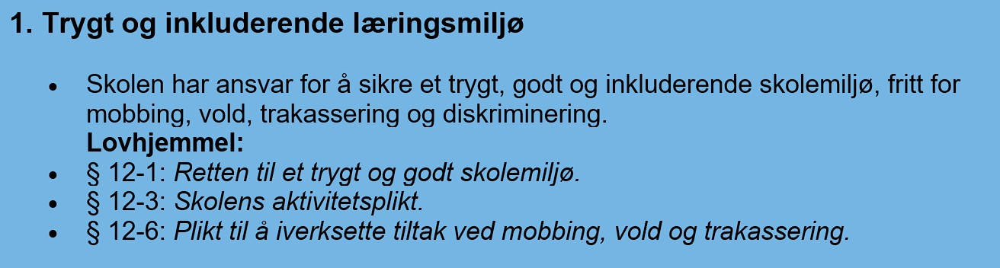 1. Trygt og inkluderende læringsmiljø
• Skolen har ansvar for å sikre et trygt, godt og inkluderende skolemiljø, fritt for
mobbing, vold, trakassering og diskriminering.
Lovhjemmel:
• § 12-1: Retten til et trygt og godt skolemiljø.
• § 12-3: Skolens aktivitetsplikt.
• § 12-6: Plikt til å iverksette tiltak ved mobbing, vold og trakassering.